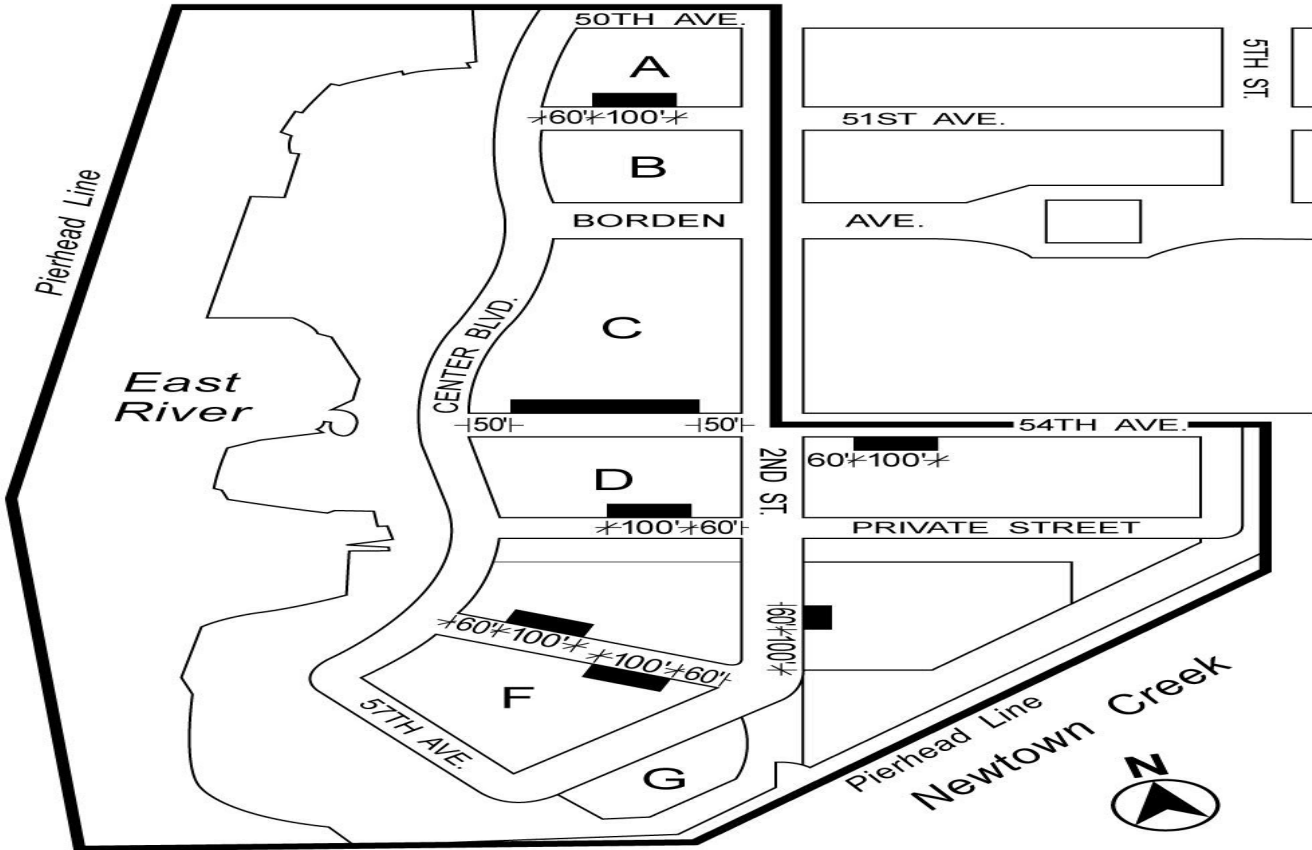 50TH AVE.
A
5TH ST.
60' 100'
51ST AVE.
B
Pierhead Line
BORDEN AVE.
CENTER BLVD.
C
East
River
50' 50'
54TH AVE.
2ND ST.
60' 100'
D
100' 60'
PRIVATE STREET
60' 100'
60' 100'
100' 60'
F
57TH AVE.
G
Pierhead Line
Newtown Creek
N